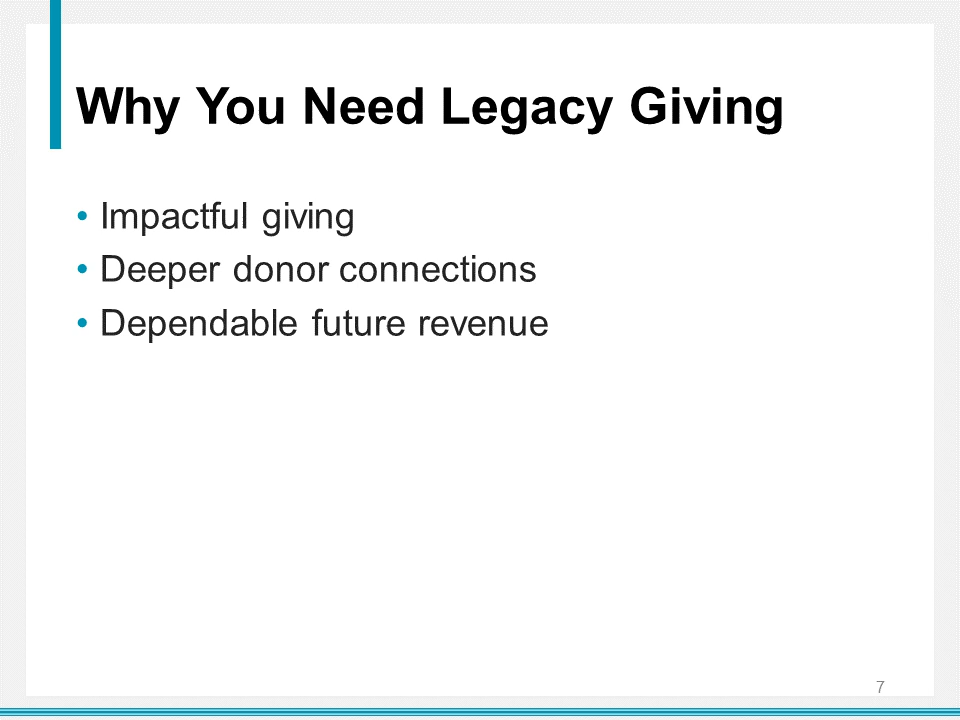 Why You Need Legacy Giving
• Impactful giving
• Deeper donor connections
• Dependable future revenue
7